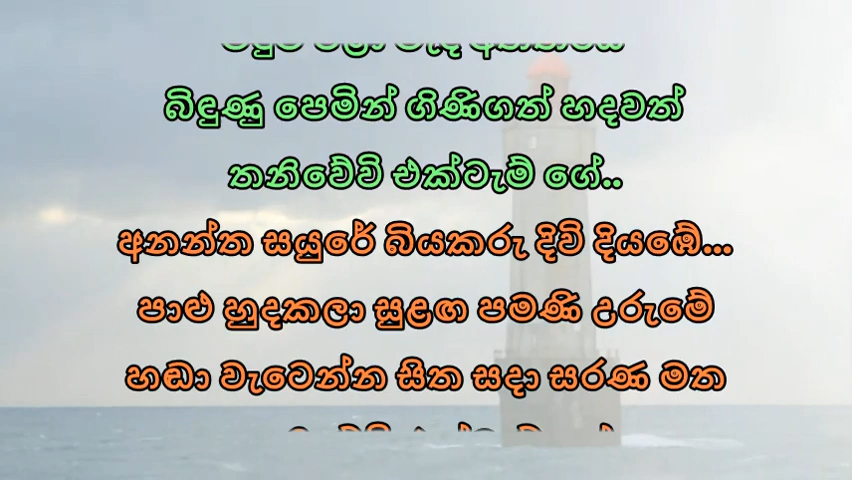 බිඳුණු පෙමින් ගිණිගත් හදවත්
තනිවේවි එක්ටැම් ගේ..
අනන්ත සයුරේ බියකරු දිවි දියඹේ...
පාළු හුදකලා සුළඟ පමණි උරුමේ
හඬා වැටෙන්න සිත සදා සරණ මත